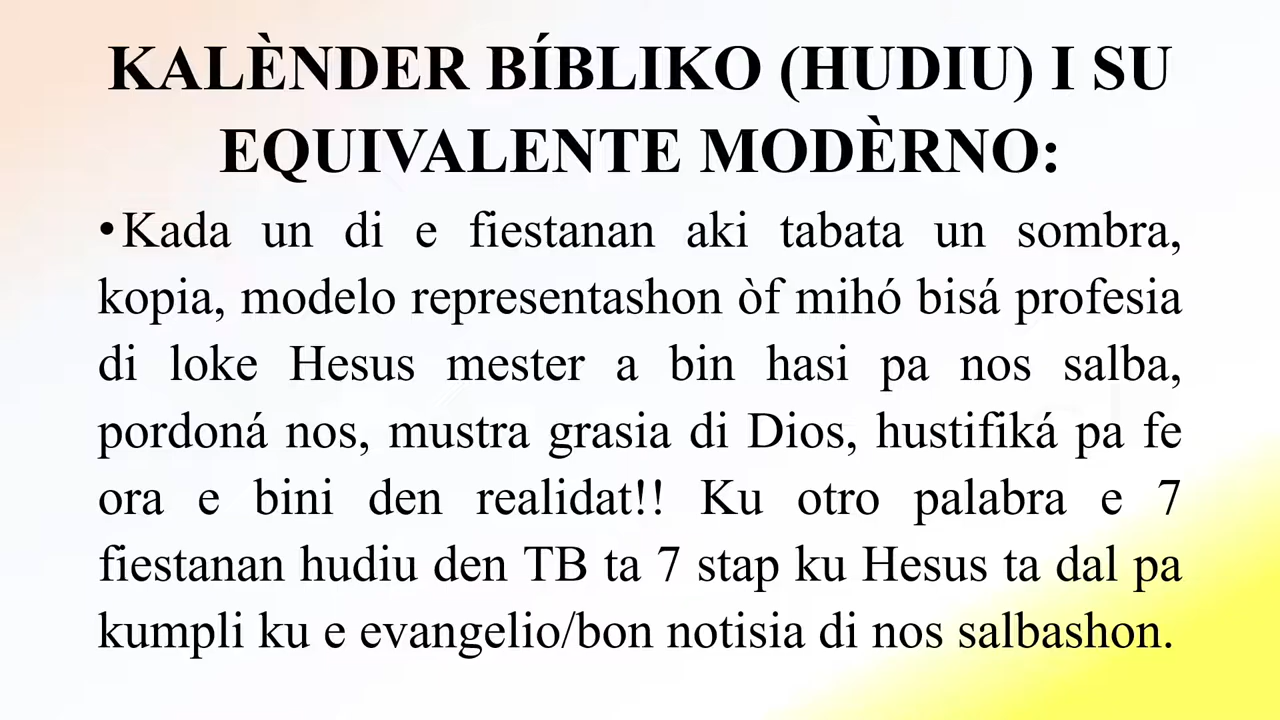 KALÈNDER BÍBLIKO (HUDIU) I SU
EQUIVALENTE MODÈRNO:
•Kada un di e fiestanan aki tabata un sombra,
kopia, modelo representashon òf mihó bisá profesia
di loke Hesus mester a bin hasi pa nos salba,
pordoná nos, mustra grasia di Dios, hustifiká pa fe
ora e bini den realidat!! Ku otro palabra e 7
fiestanan hudiu den TB ta 7 stap ku Hesus ta dal pa
kumpli ku e evangelio/bon notisia di nos salbashon.